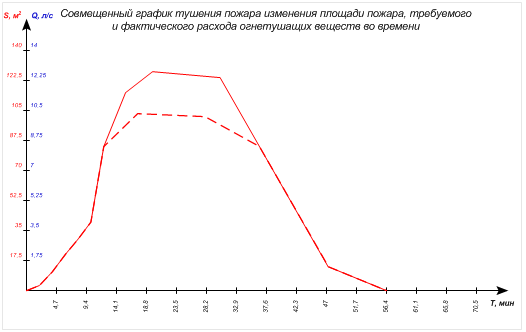 Совмещенный график тушения пожара изменения площади пожара, требуемого
и фактического расхода огнетушащих веществ во времени
S, м² Q, л/с
140 14
122,5 12,25
105 10,5
87,5 8,75
70 7
52,5 5,25
35 3,5
17,5 1,75
4,7 9,4 14,1 18,8 23,5 28,2 32,9 37,6 42,3 47 51,7 56,4 61,1 65,8 70,5 T, мин